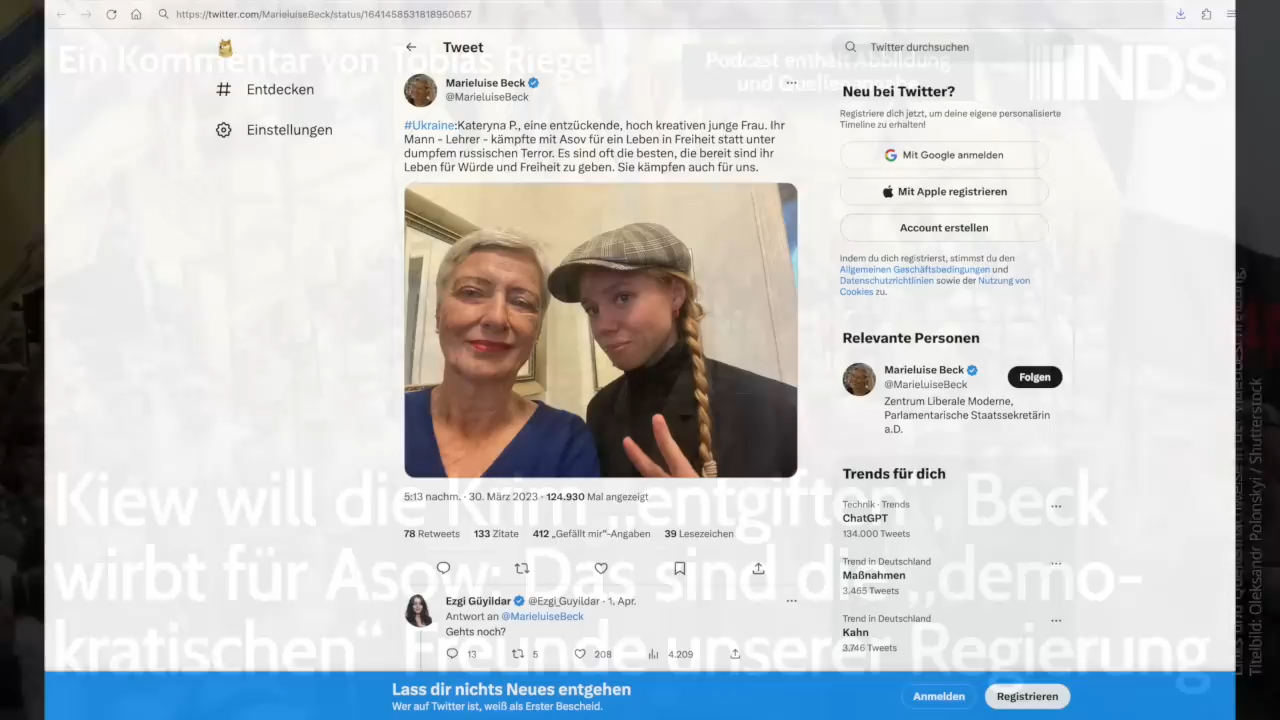 https://twitter.com/MarieluiseBeck/status/1641458531818950657
Ein Kommentar von Tobias Riegel
Podcast enthält Abbildung
und Quellenangabe
NDS
Entdecken
Einstellungen
Tweet
Marieluise Beck
@MarieluiseBeck
#Ukraine:Kateryna P., eine entzückende, hoch kreativen junge Frau. Ihr
Mann - Lehrer - kämpfte mit Asov für ein Leben in Freiheit statt unter
dumpfem russischen Terror. Es sind oft die besten, die bereit sind ihr
Leben für Würde und Freiheit zu geben. Sie kämpfen auch für uns.
5:13 nachm. · 30. März 2023 · 124.930 Mal angezeigt
78 Retweets 133 Zitate 412 „Gefällt mir“-Angaben 39 Lesezeichen
Ezgi Güyildar @Ezgi_Guyildar · 1. Apr.
Antwort an @MarieluiseBeck
Gehts noch?
13 5 208 4.209
Twitter durchsuchen
Neu bei Twitter?
Registriere dich jetzt, um deine eigene personalisierte
Timeline zu erhalten!
Mit Google anmelden
Mit Apple registrieren
Account erstellen
Indem du dich registrierst, stimmst du den
Allgemeinen Geschäftsbedingungen und
Datenschutzrichtlinien sowie der Nutzung von
Cookies zu.
Relevante Personen
Marieluise Beck
@MarieluiseBeck
Folgen
Zentrum Liberale Moderne,
Parlamentarische Staatssekretärin
a.D.
Trends für dich
Technik · Trends
ChatGPT
134.000 Tweets
Trend in Deutschland
Maßnahmen
3.465 Tweets
Trend in Deutschland
Kahn
3.746 Tweets
Kiew will die Krim „entgiften“, Beck
wirbt für Asow: Das sind die „demo-
kratischen“ Freunde unserer Regierung
Titelbild: Oleksandr Polonskyi / Shutterstock
Lass dir nichts Neues entgehen
Wer auf Twitter ist, weiß als Erster Bescheid.
Anmelden
Registrieren